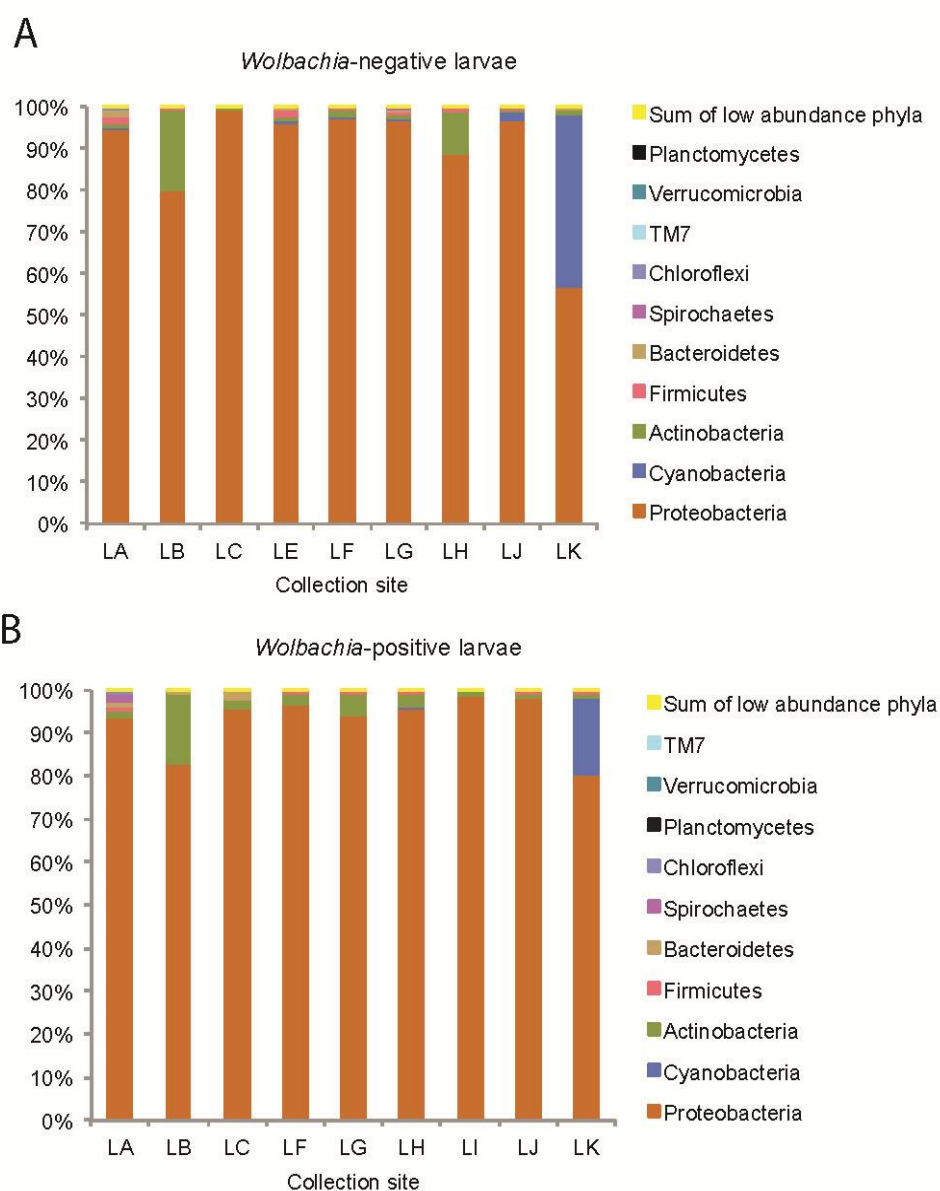 A
Wolbachia-negative larvae
100%
90%
80%
70%
60%
50%
40%
30%
20%
10%
0%
LA LB LC LE LF LG LH LJ LK
Collection site
Sum of low abundance phyla
Planctomycetes
Verrucomicrobia
TM7
Chloroflexi
Spirochaetes
Bacteroidetes
Firmicutes
Actinobacteria
Cyanobacteria
Proteobacteria
B
Wolbachia-positive larvae
100%
90%
80%
70%
60%
50%
40%
30%
20%
10%
0%
LA LB LC LF LG LH LI LJ LK
Collection site
Sum of low abundance phyla
TM7
Verrucomicrobia
Planctomycetes
Chloroflexi
Spirochaetes
Bacteroidetes
Firmicutes
Actinobacteria
Cyanobacteria
Proteobacteria